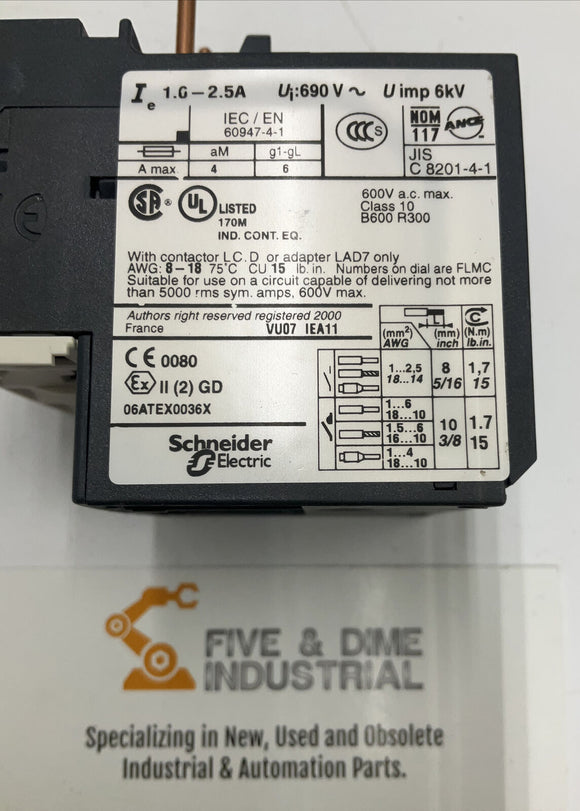 Ie 1.6–2.5A Ui:690 V ~ U imp 6kV
IEC / EN
60947-4-1
CCC S
NOM
117
ANCE
JIS
C 8201-4-1
aM g1-gL
A max. 4 6
SA ® UL LISTED
170M
IND. CONT. EQ.
600V a.c. max.
Class 10
B600 R300
With contactor L.C. D or adapter LAD7 only
AWG: 8–18 75°C CU 15 lb. in. Numbers on dial are FLMC
Suitable for use on a circuit capable of delivering not more
than 5000 rms sym. amps, 600V max.
Authors right reserved registered 2000
France VU07 IEA11
CE 0080
Ex II (2) GD
06ATEX0036X
Schneider
Electric
(mm²) (mm) (N.m)
AWG inch lb.in.
1...2,5 8 1,7
18...14 5/16 15
1...6
18...10
1.5...6 10 1.7
16...10 3/8 15
1...4
18...10
CE
FIVE & DIME
INDUSTRIAL
Specializing in New, Used and Obsolete
Industrial & Automation Parts.